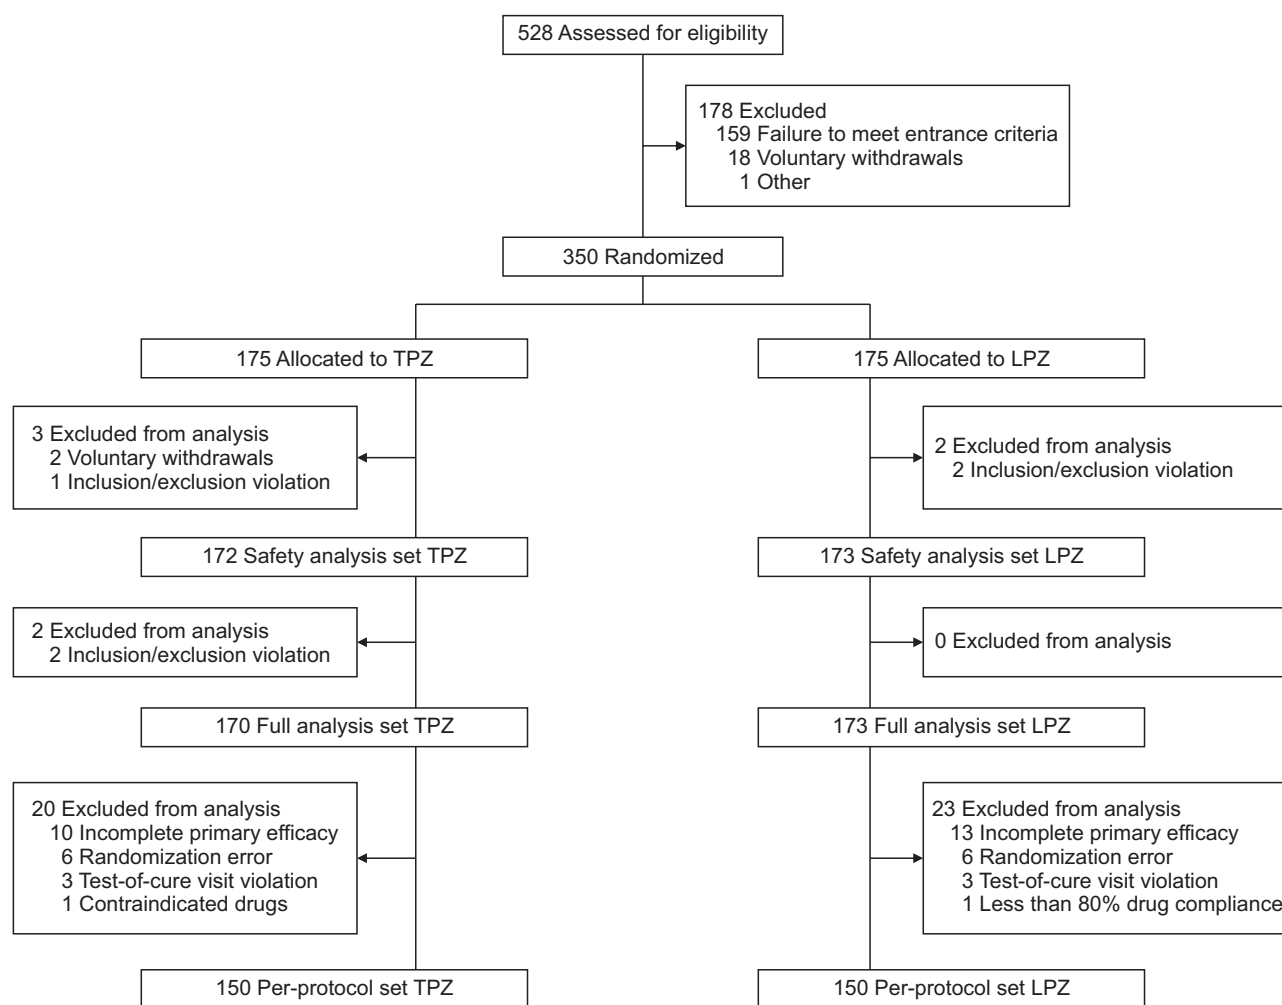 528 Assessed for eligibility
178 Excluded
159 Failure to meet entrance criteria
18 Voluntary withdrawals
1 Other
350 Randomized
175 Allocated to TPZ
175 Allocated to LPZ
3 Excluded from analysis
2 Voluntary withdrawals
1 Inclusion/exclusion violation
2 Excluded from analysis
2 Inclusion/exclusion violation
172 Safety analysis set TPZ
173 Safety analysis set LPZ
2 Excluded from analysis
2 Inclusion/exclusion violation
0 Excluded from analysis
170 Full analysis set TPZ
173 Full analysis set LPZ
20 Excluded from analysis
10 Incomplete primary efficacy
6 Randomization error
3 Test-of-cure visit violation
1 Contraindicated drugs
23 Excluded from analysis
13 Incomplete primary efficacy
6 Randomization error
3 Test-of-cure visit violation
1 Less than 80% drug compliance
150 Per-protocol set TPZ
150 Per-protocol set LPZ